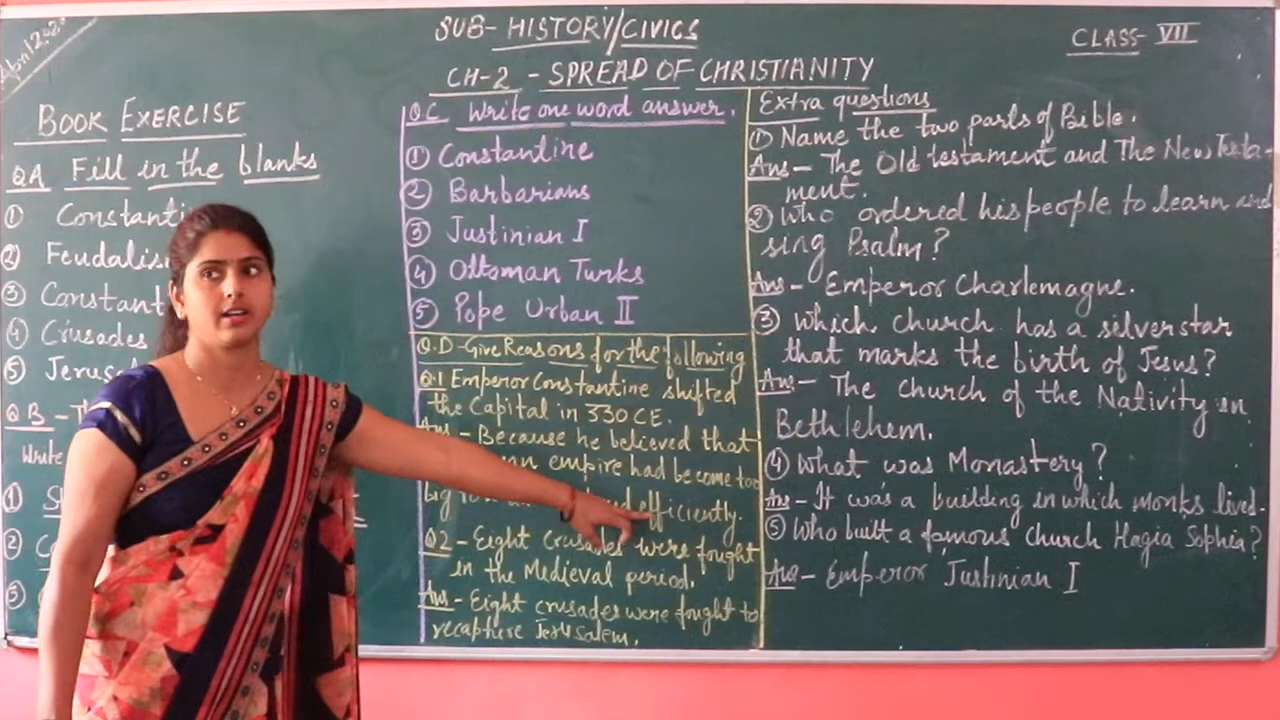 April 202
SUB- HISTORY/CIVICS
CLASS- VII
CH-2 - SPREAD OF CHRISTIANITY
BOOK EXERCISE
QA Fill in the blanks
①
② Feudalis
③
④ Crusades
⑤
Q B -
Write
①
②
③
QC Write one word answer.
① Constantine
② Barbarians
③ Justinian I
④ Ottoman Turks
⑤ Pope Urban II
Q.D - Give Reasons for the following
Q.1 Emperor Constantine shifted
the Capital in 330 CE.
Ans - Because he believed that
empire had become too
big efficiently.
Q2 - Eight crusades were fought
in the Medieval period.
Ans - Eight crusades were fought to
recapture Jerusalem.
Extra questions
① Name the two parts of Bible.
Ans - The Old testament and The New Testa-
ment.
② Who ordered his people to learn and
sing Psalm?
Ans - Emperor Charlemagne.
③ Which church has a silver star
that marks the birth of Jesus?
Ans - The church of the Nativity in
Bethlehem.
④ What was Monastery?
Ans - It was a building in which monks lived.
⑤ Who built a famous Church Hagia Sophia?
Ans - Emperor Justinian I